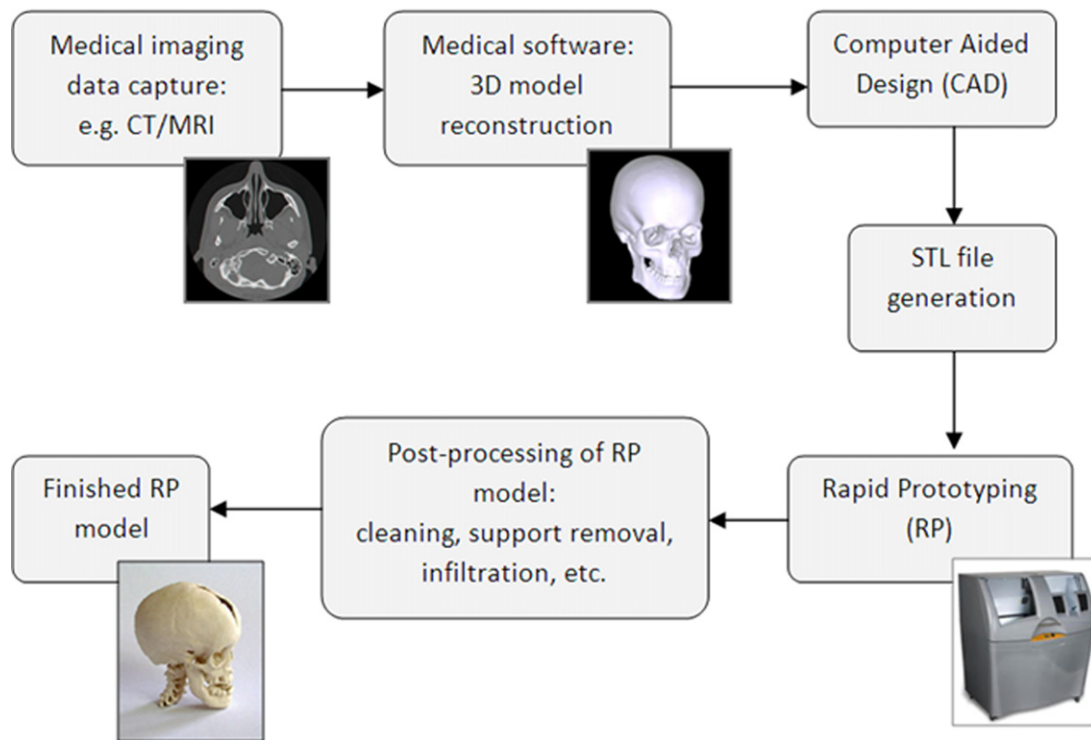 Medical imaging
data capture:
e.g. CT/MRI
Medical software:
3D model
reconstruction
Computer Aided
Design (CAD)
STL file
generation
Rapid Prototyping
(RP)
Post-processing of RP
model:
cleaning, support removal,
infiltration, etc.
Finished RP
model